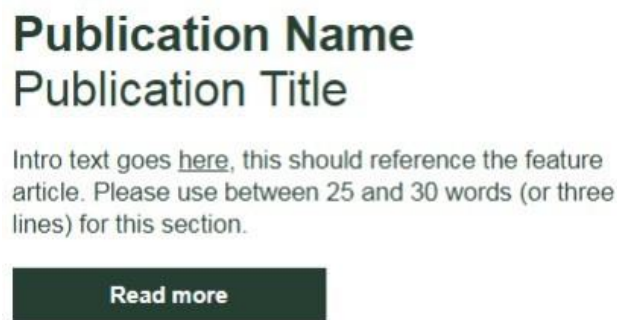 Publication Name
Publication Title
Intro text goes here, this should reference the feature
article. Please use between 25 and 30 words (or three
lines) for this section.
Read more